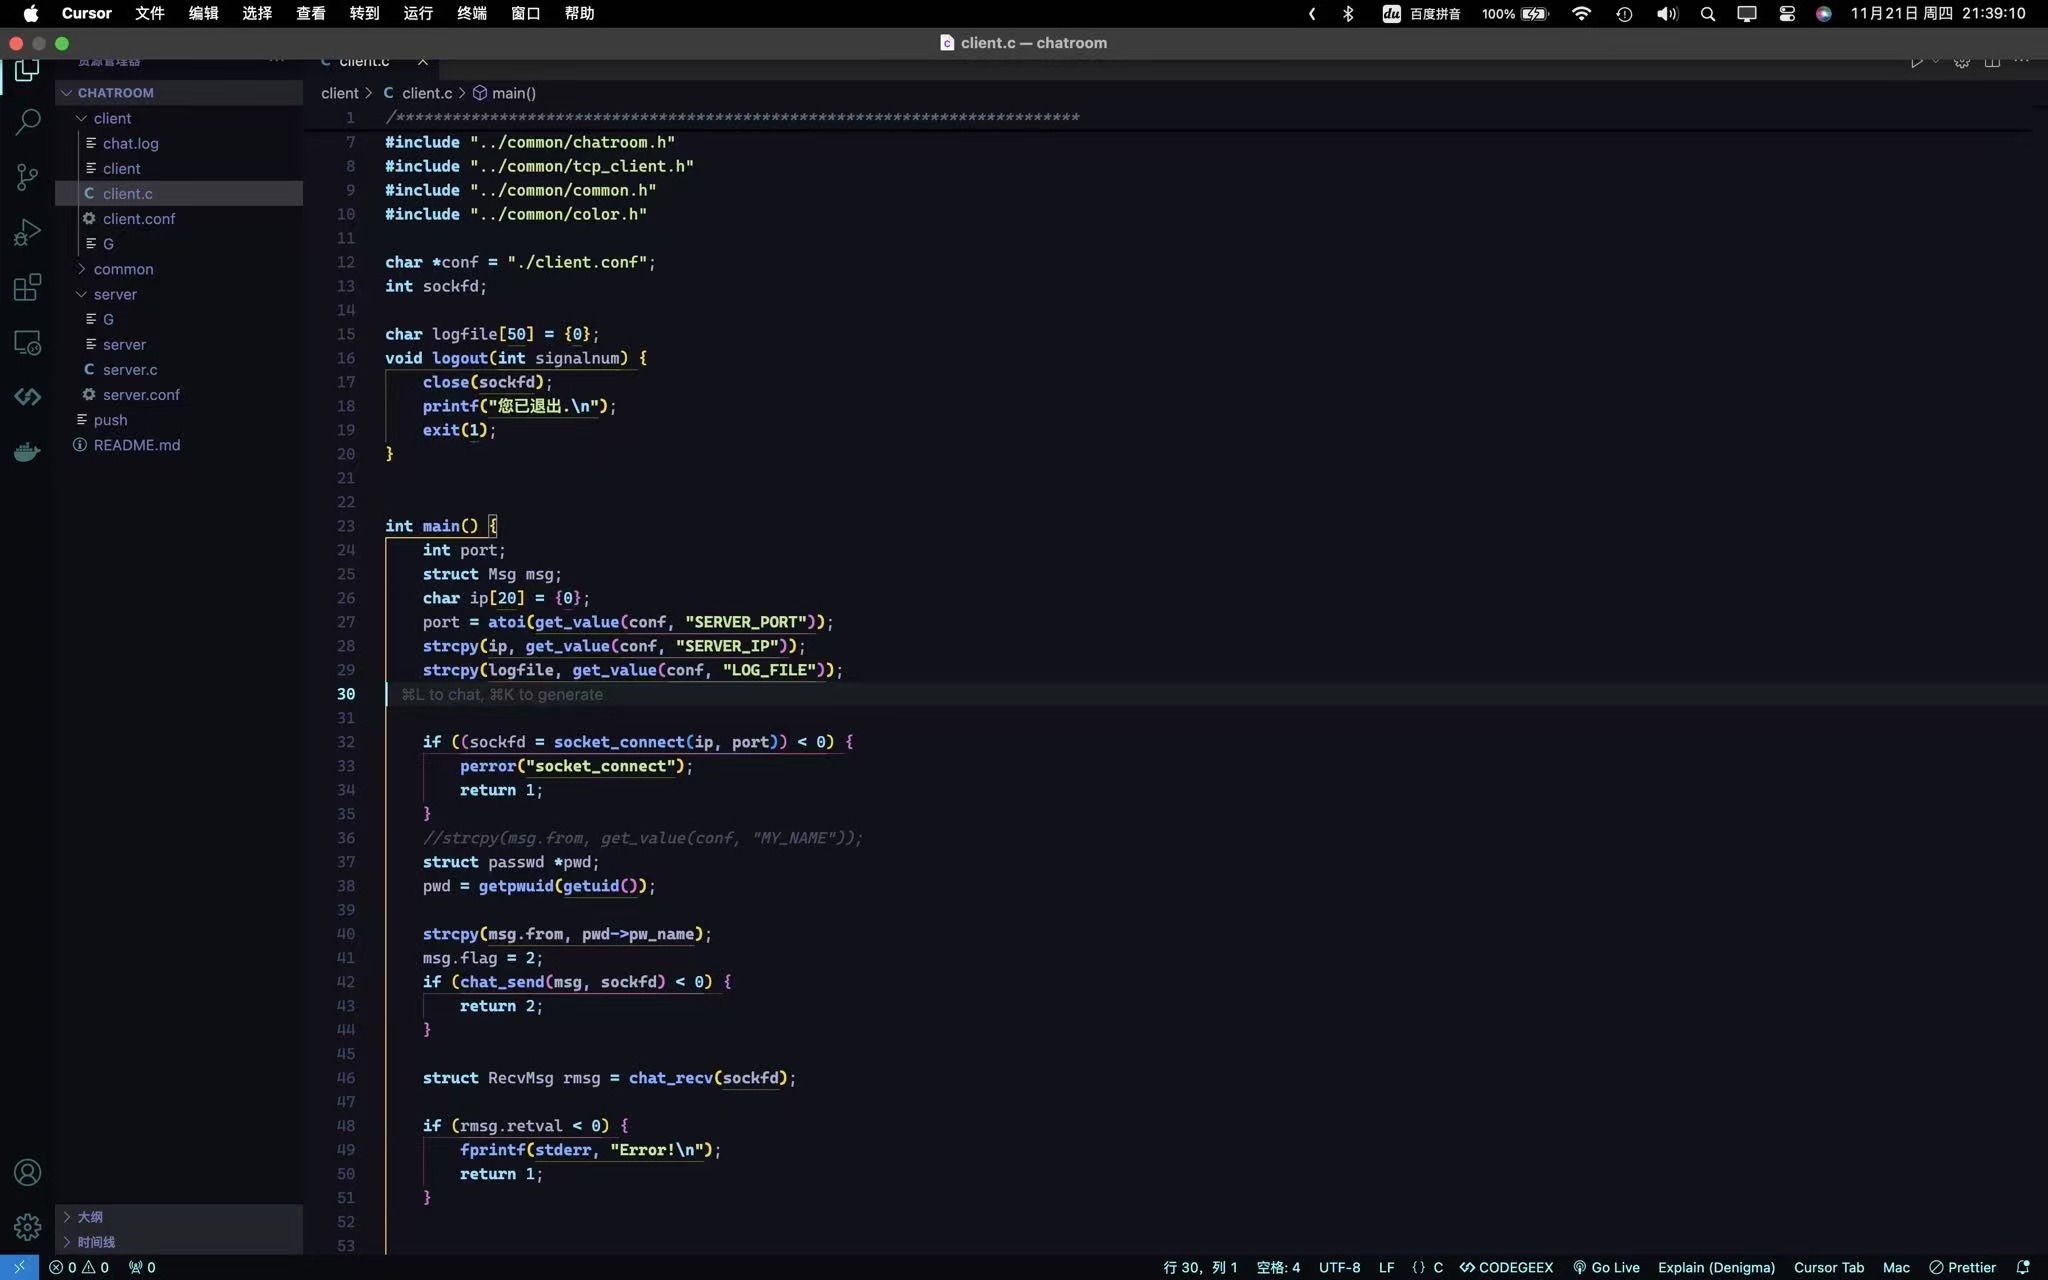 Cursor 文件 编辑 选择 查看 转到 运行 终端 窗口 帮助 du 百度拼音 100% 11月21日 周四 21:39:10
client.c — chatroom
资源管理器
client.c
CHATROOM
client
chat.log
client
client.c
client.conf
G
common
server
G
server
server.c
server.conf
push
README.md
大纲
时间线
client > C client.c > main()
1 /*************************************************************************
7 #include "../common/chatroom.h"
8 #include "../common/tcp_client.h"
9 #include "../common/common.h"
10 #include "../common/color.h"
11
12 char *conf = "./client.conf";
13 int sockfd;
14
15 char logfile[50] = {0};
16 void logout(int signalnum) {
17 close(sockfd);
18 printf("您已退出.\n");
19 exit(1);
20 }
21
22
23 int main() {
24 int port;
25 struct Msg msg;
26 char ip[20] = {0};
27 port = atoi(get_value(conf, "SERVER_PORT"));
28 strcpy(ip, get_value(conf, "SERVER_IP"));
29 strcpy(logfile, get_value(conf, "LOG_FILE"));
30 ⌘L to chat, ⌘K to generate
31
32 if ((sockfd = socket_connect(ip, port)) < 0) {
33 perror("socket_connect");
34 return 1;
35 }
36 //strcpy(msg.from, get_value(conf, "MY_NAME"));
37 struct passwd *pwd;
38 pwd = getpwuid(getuid());
39
40 strcpy(msg.from, pwd->pw_name);
41 msg.flag = 2;
42 if (chat_send(msg, sockfd) < 0) {
43 return 2;
44 }
45
46 struct RecvMsg rmsg = chat_recv(sockfd);
47
48 if (rmsg.retval < 0) {
49 fprintf(stderr, "Error!\n");
50 return 1;
51 }
52
53
0 0 0 行 30，列 1 空格: 4 UTF-8 LF {} C CODEGEEX Go Live Explain (Denigma) Cursor Tab Mac Prettier